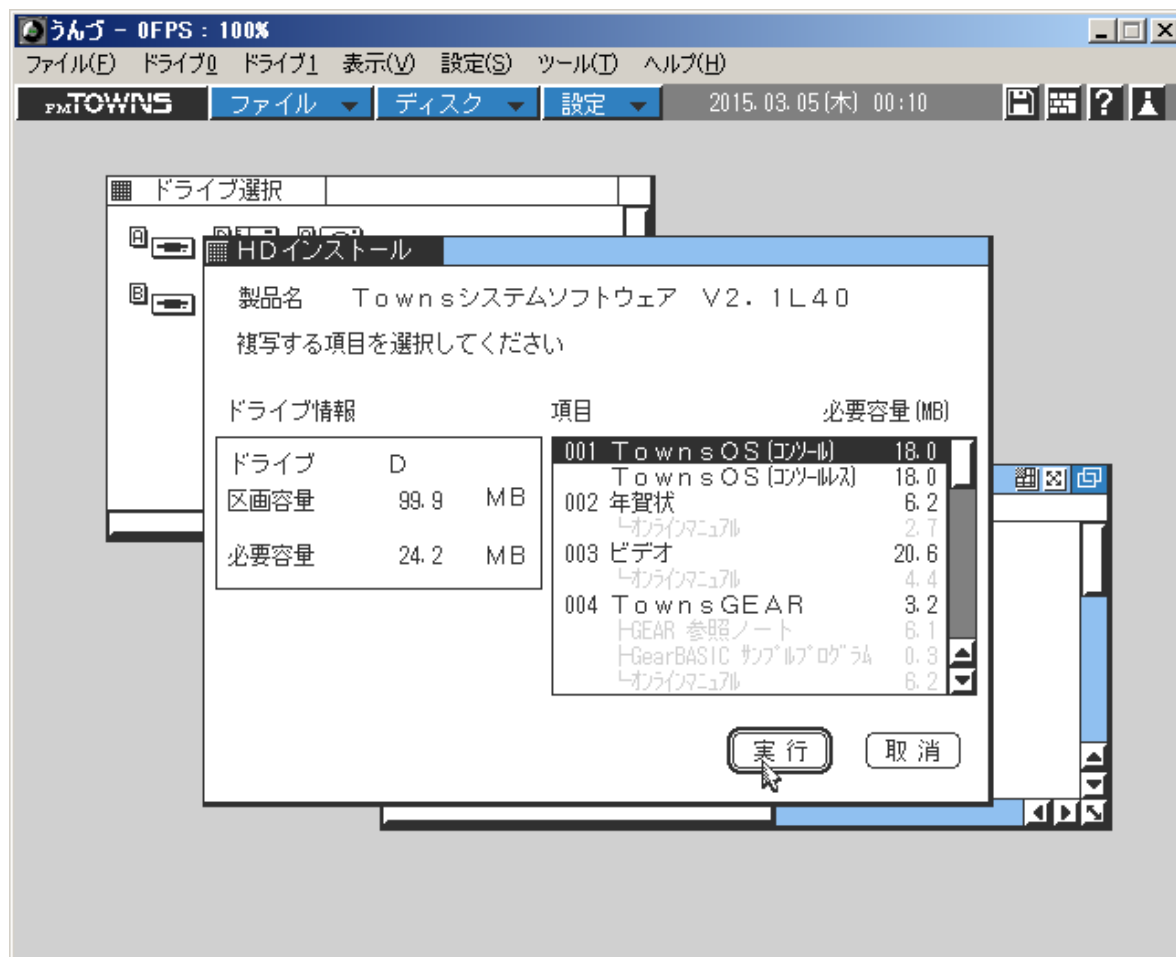 うんづ - 0FPS : 100%
ファイル(F) ドライブ0 ドライブ1 表示(V) 設定(S) ツール(T) ヘルプ(H)
FMTOWNS ファイル ディスク 設定 2015.03.05(木) 00:10
ドライブ選択
A
HDインストール
B
製品名 Townsシステムソフトウェア V2.1L40
複写する項目を選択してください
ドライブ情報 項目 必要容量(MB)
ドライブ D
区画容量 99.9 MB
必要容量 24.2 MB
001 TownsOS(コンソール) 18.0
TownsOS(コンソールレス) 18.0
002 年賀状 6.2
└オンラインマニュアル 2.7
003 ビデオ 20.6
└オンラインマニュアル 4.4
004 TownsGEAR 3.2
├GEAR 参照ノート 6.1
├GearBASIC サンプルプログラム 0.3
└オンラインマニュアル 6.2
実行 取消